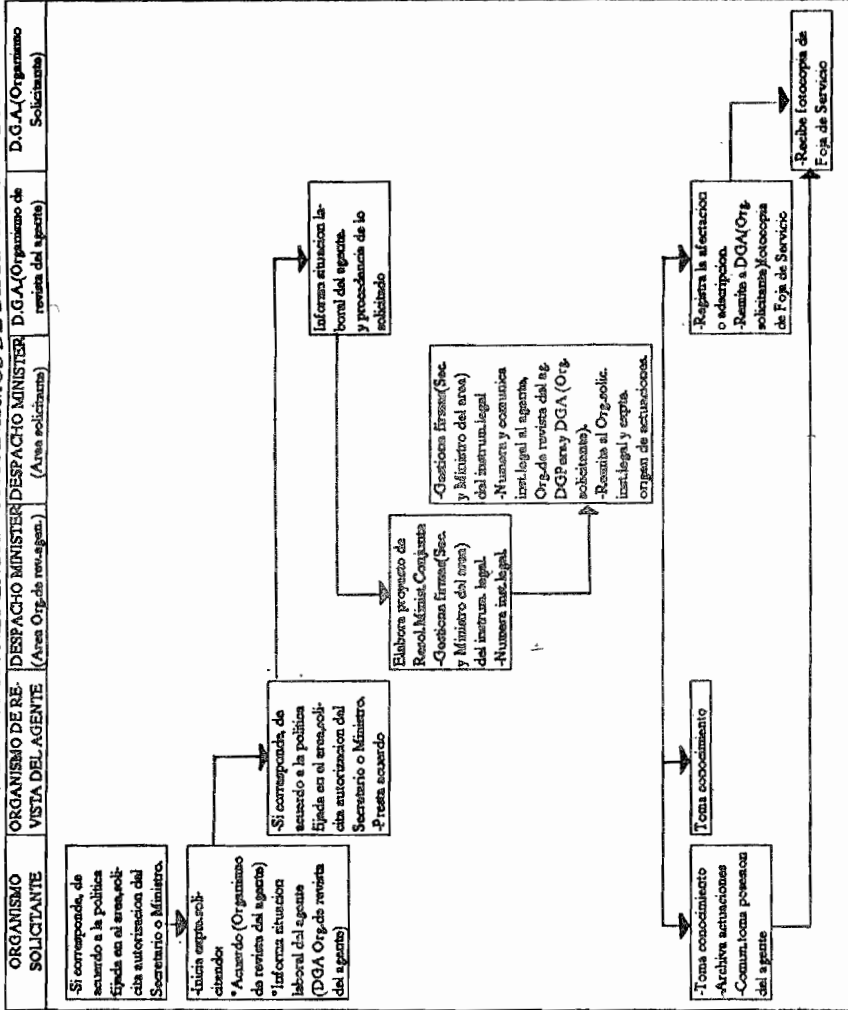 ORGANISMO
SOLICITANTE
ORGANISMO DE RE-
VISTA DEL AGENTE
DESPACHO MINISTER
(Area Org.de rev.agen.)
DESPACHO MINISTER
(Area solicitante)
D.G.A.(Organismo de
revista del agente)
D.G.A.(Organismo
Solicitante)
-Si corresponde, de
acuerdo a la politica
fijada en el area,soli-
cita autorizacion del
Secretario o Ministro.
-Inicia expte.soli-
citando:
*Acuerdo (Organismo
de revista del agente)
*informa situacion
laboral del agente
(DGA Org.de revista
del agente)
-Si corresponde, de
acuerdo a la politica
fijada en el area,soli-
cita autorizacion del
Secretario o Ministro.
-Presta acuerdo
Informa situacion la-
boral del agente.
y procedencia de lo
solicitado
Elabora proyecto de
Resol.Minist.Conjunta
-Gestiona firmas(Sec.
y Ministro del area)
del instrum. legal.
-Numera inst.legal.
-Gestiona firmas(Sec.
y Ministro del area)
del instrum.legal
-Numera y comunica
inst.legal al agente,
Org.de revista del ag.
DGPers.y DGA (Org.
solicitante).
-Remite al Org.solic.
inst.legal y expte.
origen de actuaciones.
-Toma conocimiento
-Archiva actuaciones
-Comun.toma posesion
del agente
Toma conocimiento
-Registra la afectacion
o adscripcion.
-Remite a DGA(Org.
solicitante)fotocopia
de Foja de Servicio
-Recibe fotocopia de
Foja de Servicio